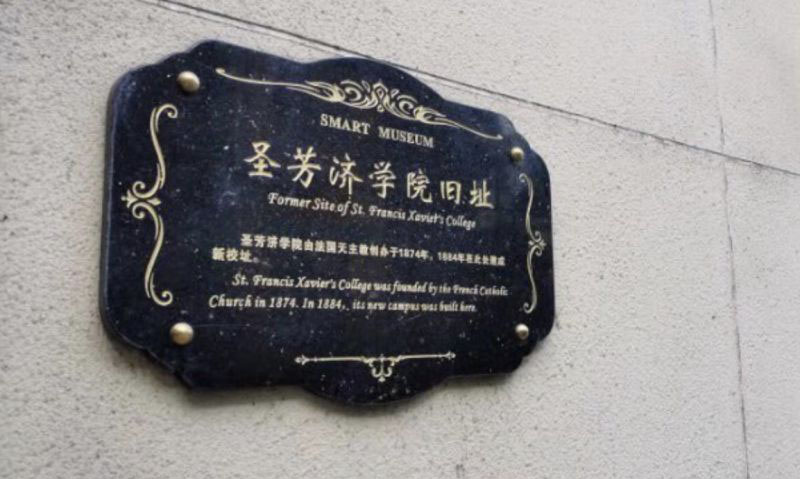 SMART MUSEUM
圣芳济学院旧址
Former Site of St. Francis Xavier's College
圣芳济学院由法国天主教创办于1874年，1884年在此处建成
新校址。
St. Francis Xavier's College was founded by the French Catholic
Church in 1874. In 1884, its new campus was built here.